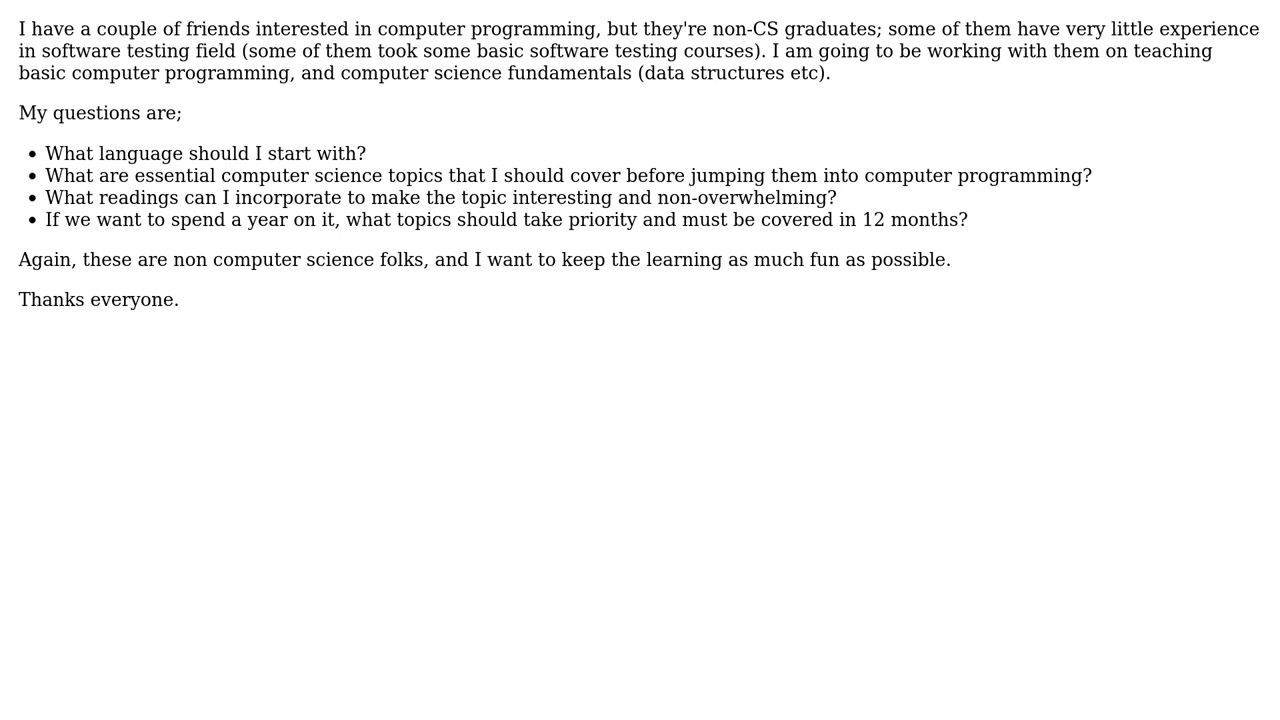 I have a couple of friends interested in computer programming, but they're non-CS graduates; some of them have very little experience
in software testing field (some of them took some basic software testing courses). I am going to be working with them on teaching
basic computer programming, and computer science fundamentals (data structures etc).
My questions are;
• What language should I start with?
• What are essential computer science topics that I should cover before jumping them into computer programming?
• What readings can I incorporate to make the topic interesting and non-overwhelming?
• If we want to spend a year on it, what topics should take priority and must be covered in 12 months?
Again, these are non computer science folks, and I want to keep the learning as much fun as possible.
Thanks everyone.